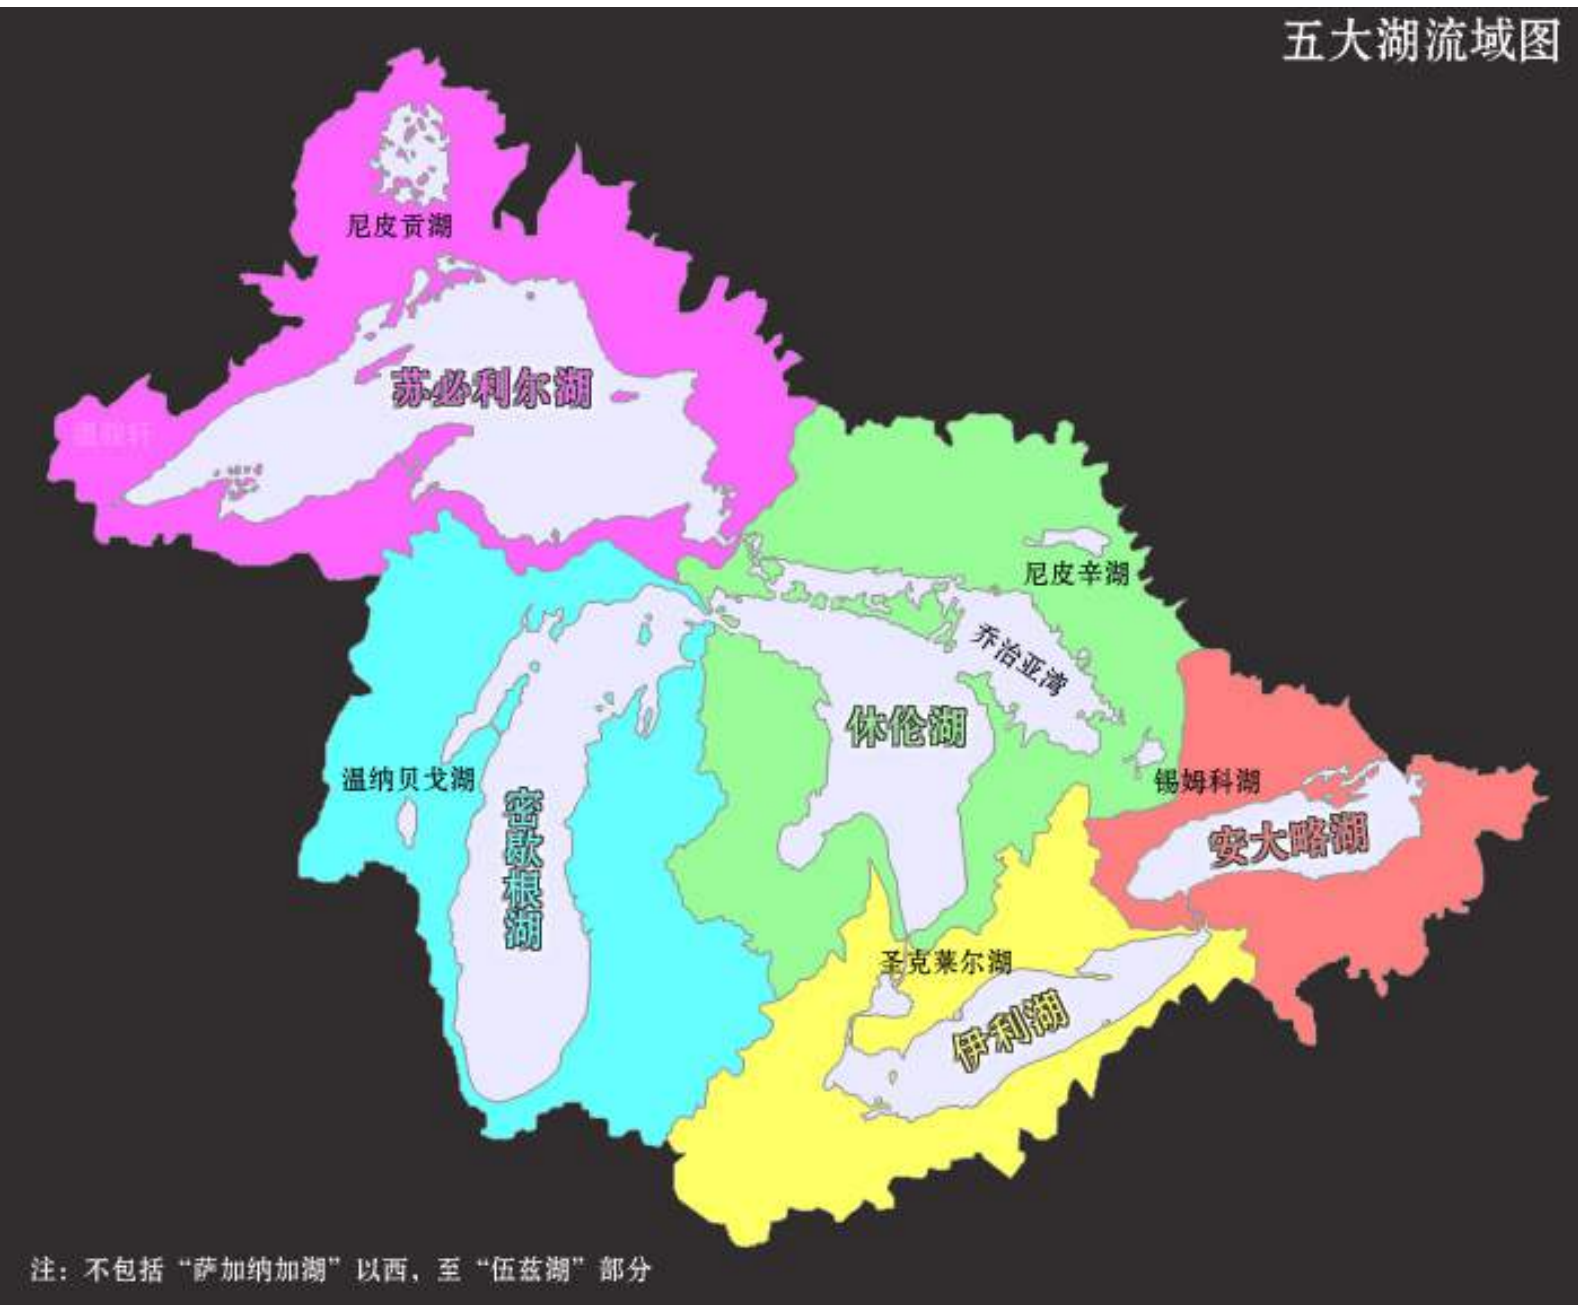 五大湖流域图
尼皮贡湖
苏必利尔湖
尼皮辛湖
乔治亚湾
休伦湖
温纳贝戈湖
密歇根湖
锡姆科湖
安大略湖
圣克莱尔湖
伊利湖
注：不包括“萨加纳加湖”以西，至“伍兹湖”部分